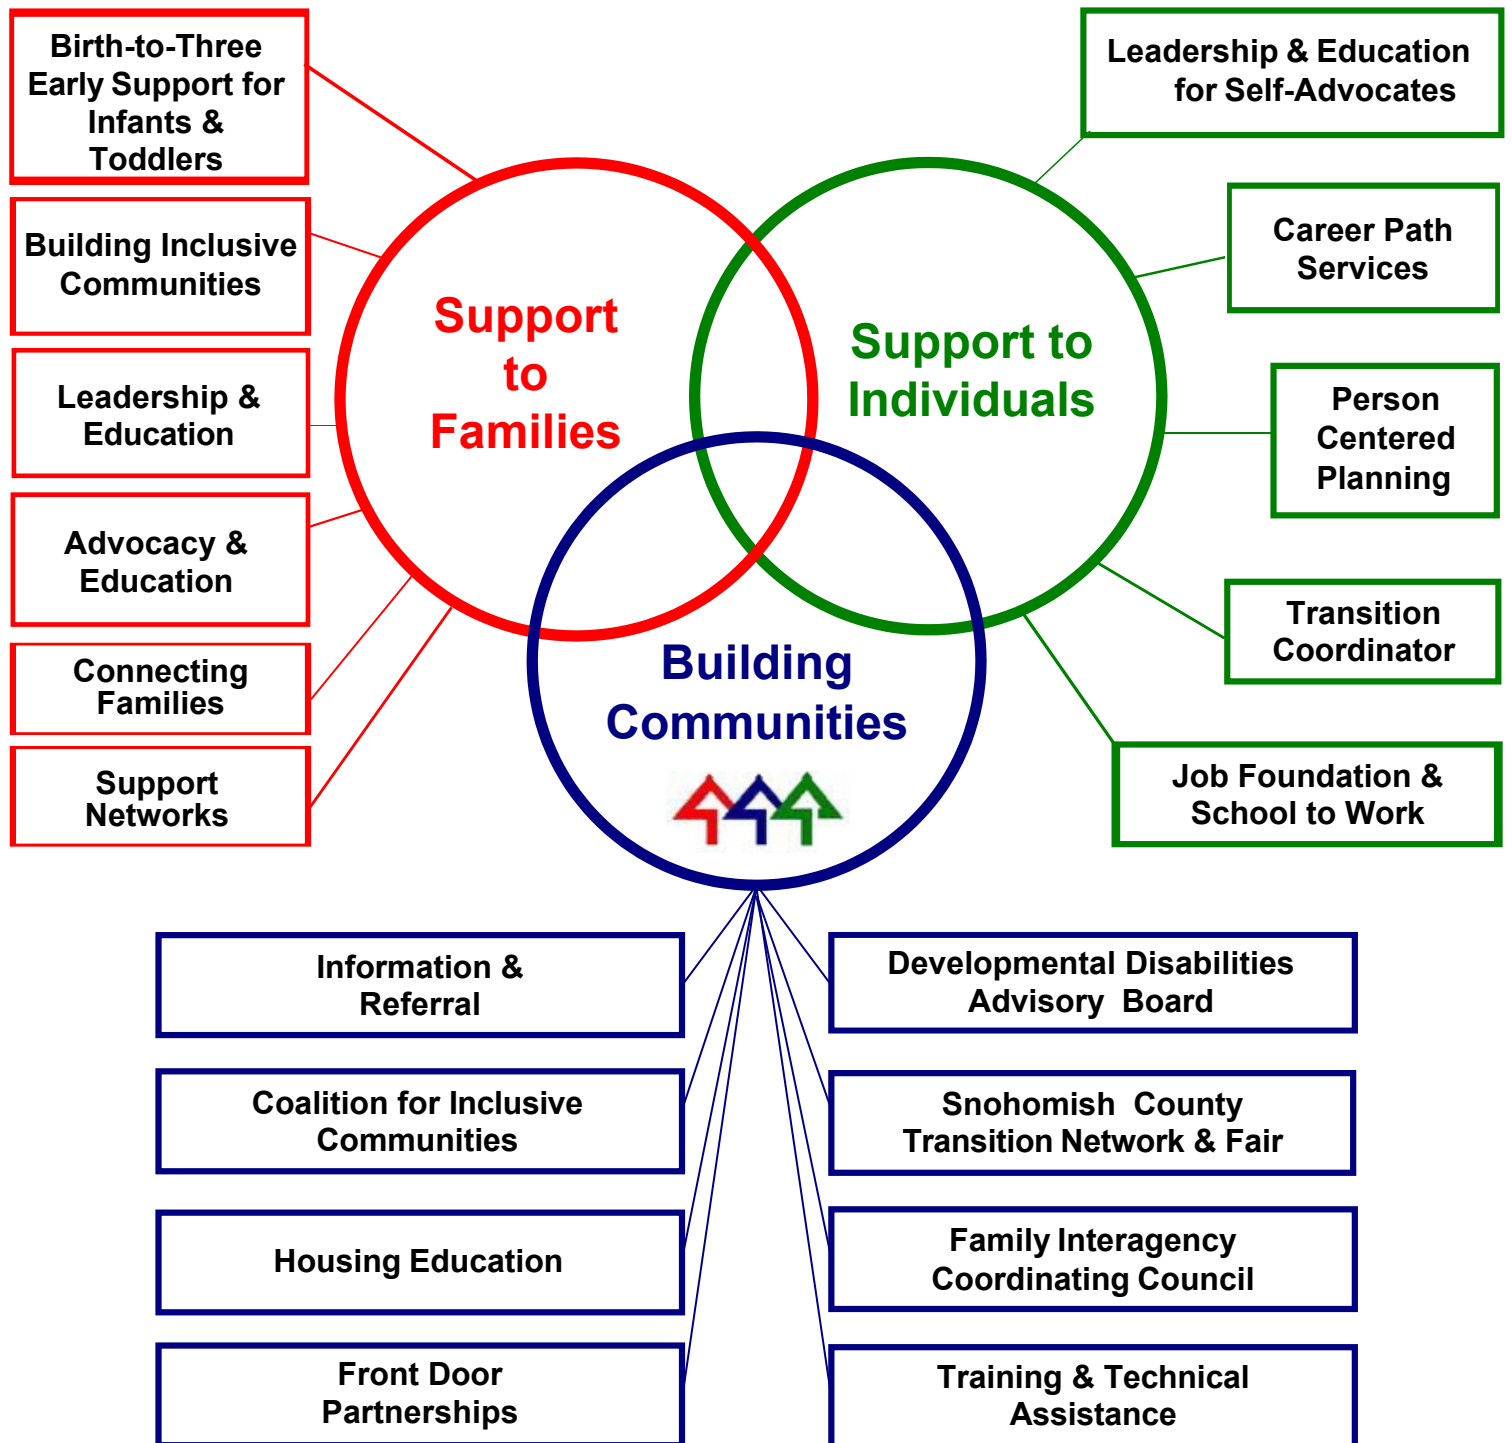 Birth-to-Three
Early Support for
Infants &
Toddlers
Building Inclusive
Communities
Leadership &
Education
Advocacy &
Education
Connecting
Families
Support
Networks
Support
to
Families
Support to
Individuals
Building
Communities
Leadership & Education
for Self-Advocates
Career Path
Services
Person
Centered
Planning
Transition
Coordinator
Job Foundation &
School to Work
Information &
Referral
Coalition for Inclusive
Communities
Housing Education
Front Door
Partnerships
Developmental Disabilities
Advisory Board
Snohomish County
Transition Network & Fair
Family Interagency
Coordinating Council
Training & Technical
Assistance